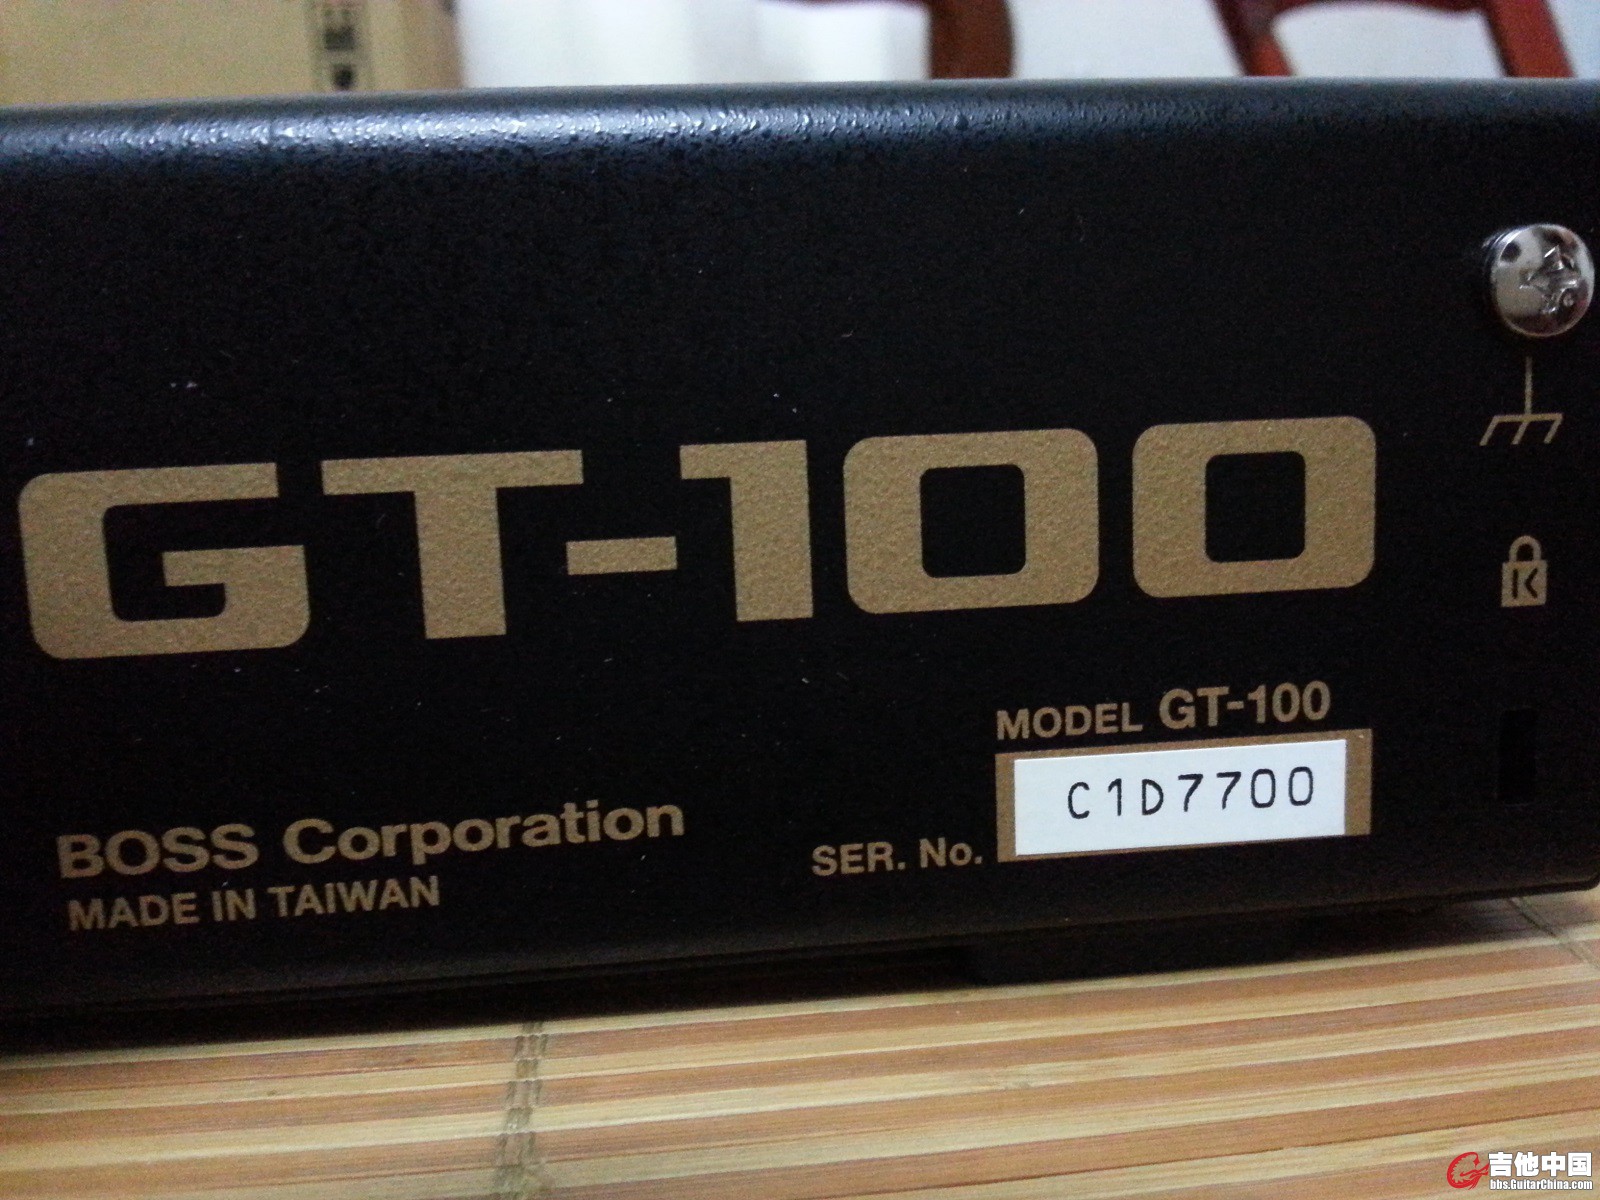 GT-100
K
MODEL GT-100
C1D7700
SER. No.
BOSS Corporation
MADE IN TAIWAN
吉他中国
bbs.GuitarChina.com